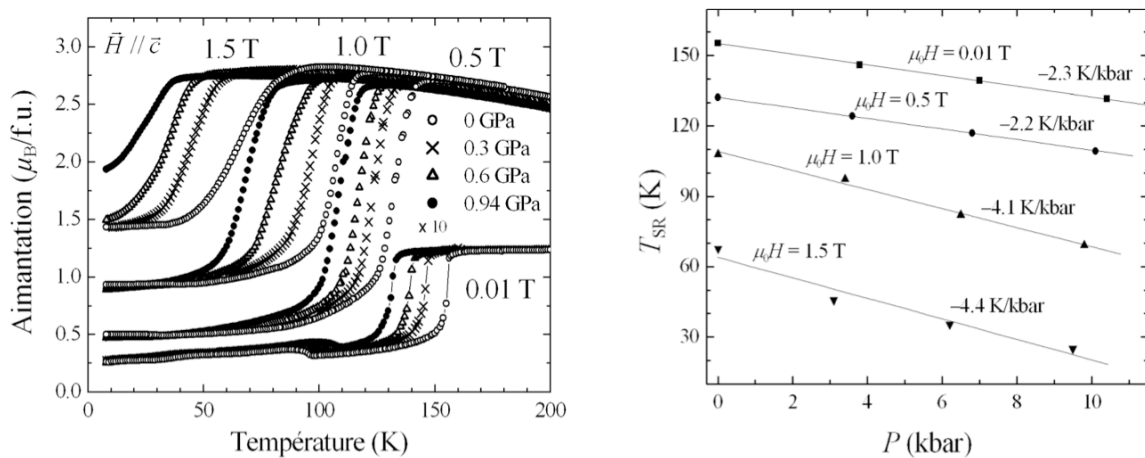 H⃗ // c⃗
1.5 T
1.0 T
0.5 T
0 GPa
0.3 GPa
0.6 GPa
0.94 GPa
x 10
0.01 T
3.0
2.5
2.0
1.5
1.0
0.5
0.0
0
50
100
150
200
Aimantation (μB/f.u.)
Température (K)
150
120
90
60
30
0
2
4
6
8
10
TSR (K)
P (kbar)
μ₀H = 0.01 T
−2.3 K/kbar
μ₀H = 0.5 T
−2.2 K/kbar
μ₀H = 1.0 T
−4.1 K/kbar
μ₀H = 1.5 T
−4.4 K/kbar